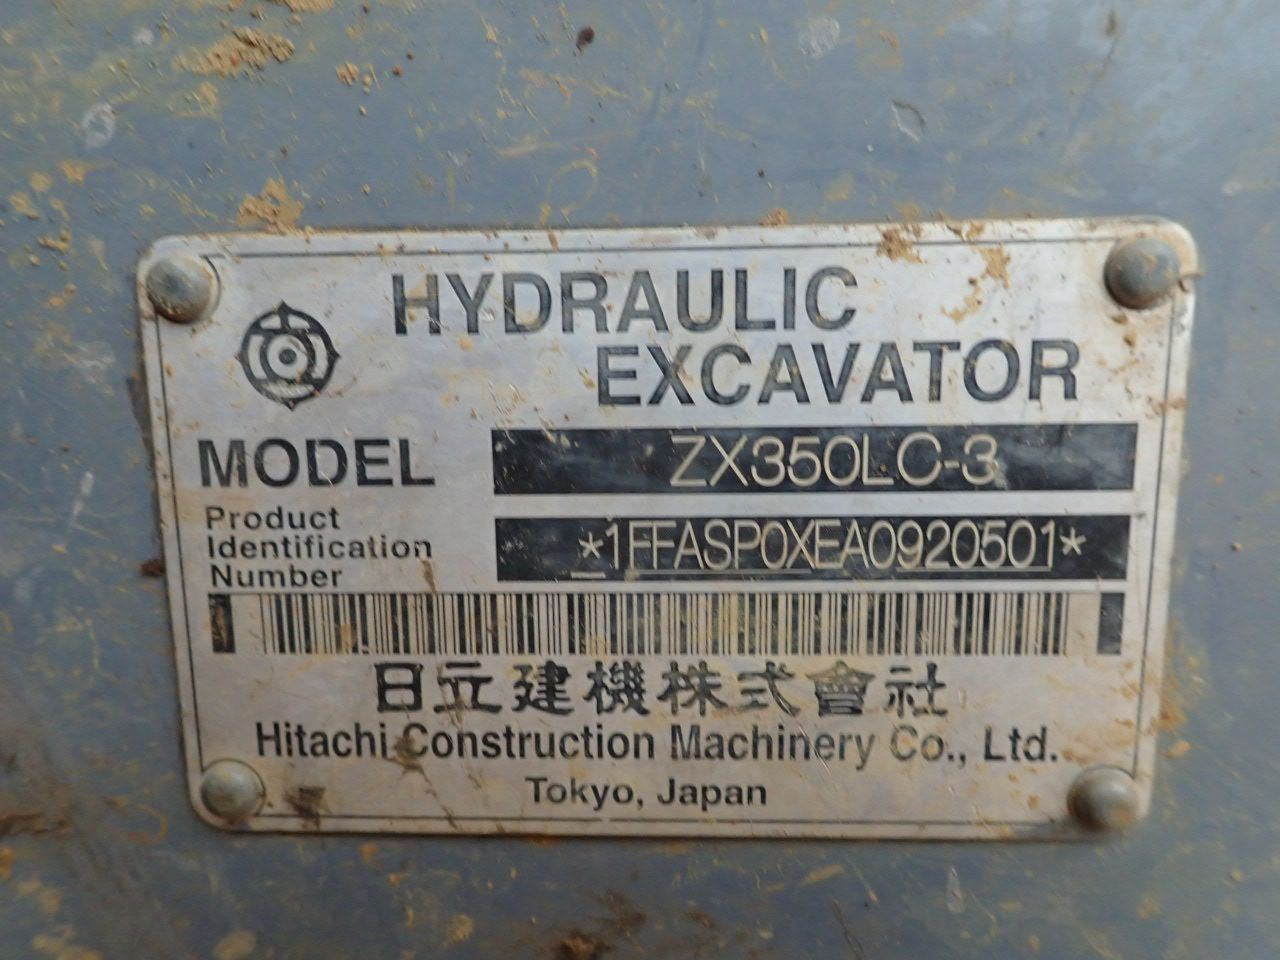 HYDRAULIC
EXCAVATOR
MODEL ZX350LC-3
Product
Identification
Number
*1FFASP0XEA0920501*
日立建機株式會社
Hitachi Construction Machinery Co., Ltd.
Tokyo, Japan